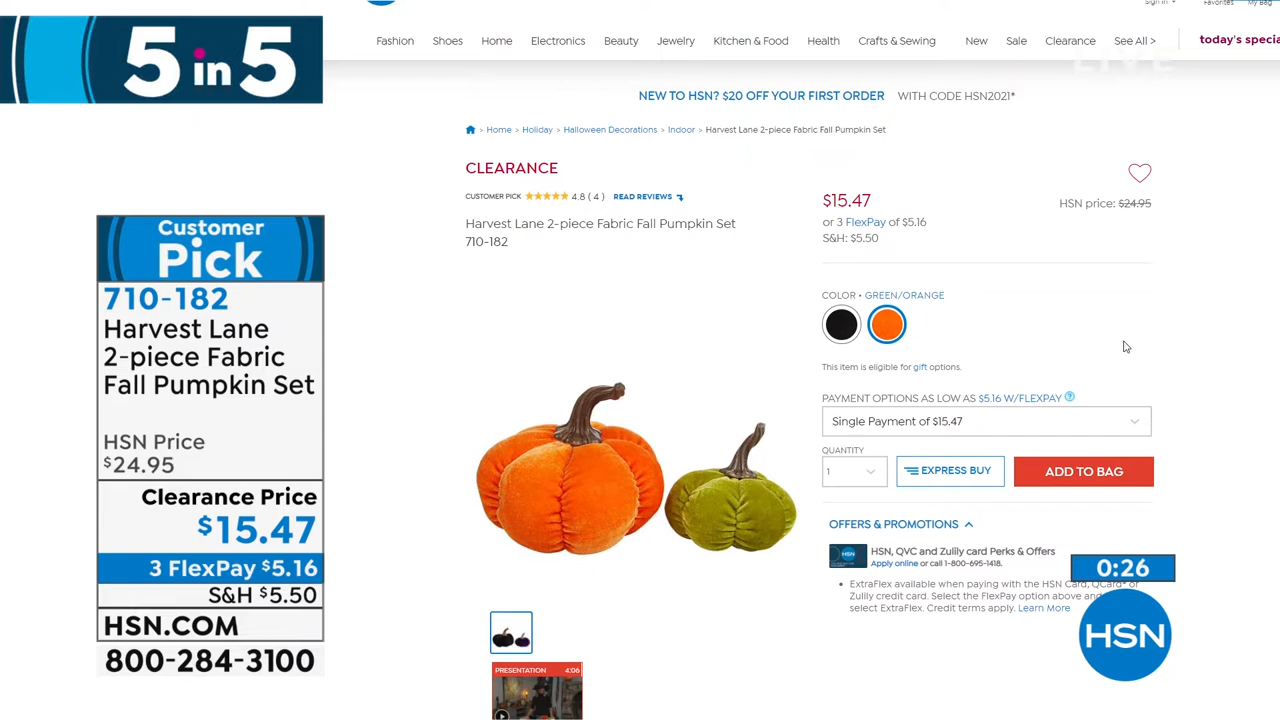 5 in 5
Sign in
Favorites
My Bag
Fashion
Shoes
Home
Electronics
Beauty
Jewelry
Kitchen & Food
Health
Crafts & Sewing
New
Sale
Clearance
See All >
today's specia
LIVE
NEW TO HSN? $20 OFF YOUR FIRST ORDER WITH CODE HSN2021*
> Home > Holiday > Halloween Decorations > Indoor > Harvest Lane 2-piece Fabric Fall Pumpkin Set
CLEARANCE
CUSTOMER PICK 4.8 ( 4 ) READ REVIEWS
Harvest Lane 2-piece Fabric Fall Pumpkin Set
710-182
$15.47
HSN price: $24.95
or 3 FlexPay of $5.16
S&H: $5.50
COLOR • GREEN/ORANGE
This item is eligible for gift options.
PAYMENT OPTIONS AS LOW AS $5.16 W/FLEXPAY ?
Single Payment of $15.47
QUANTITY
1
EXPRESS BUY
ADD TO BAG
OFFERS & PROMOTIONS
HSN
HSN, QVC and Zulily card Perks & Offers
Apply online or call 1-800-695-1418.
• ExtraFlex available when paying with the HSN Card, QCard® or
Zulily credit card. Select the FlexPay option above and
select ExtraFlex. Credit terms apply. Learn More
PRESENTATION 4:06
Customer
Pick
710-182
Harvest Lane
2-piece Fabric
Fall Pumpkin Set
HSN Price
$24.95
Clearance Price
$15.47
3 FlexPay $5.16
S&H $5.50
HSN.COM
800-284-3100
0:26
HSN